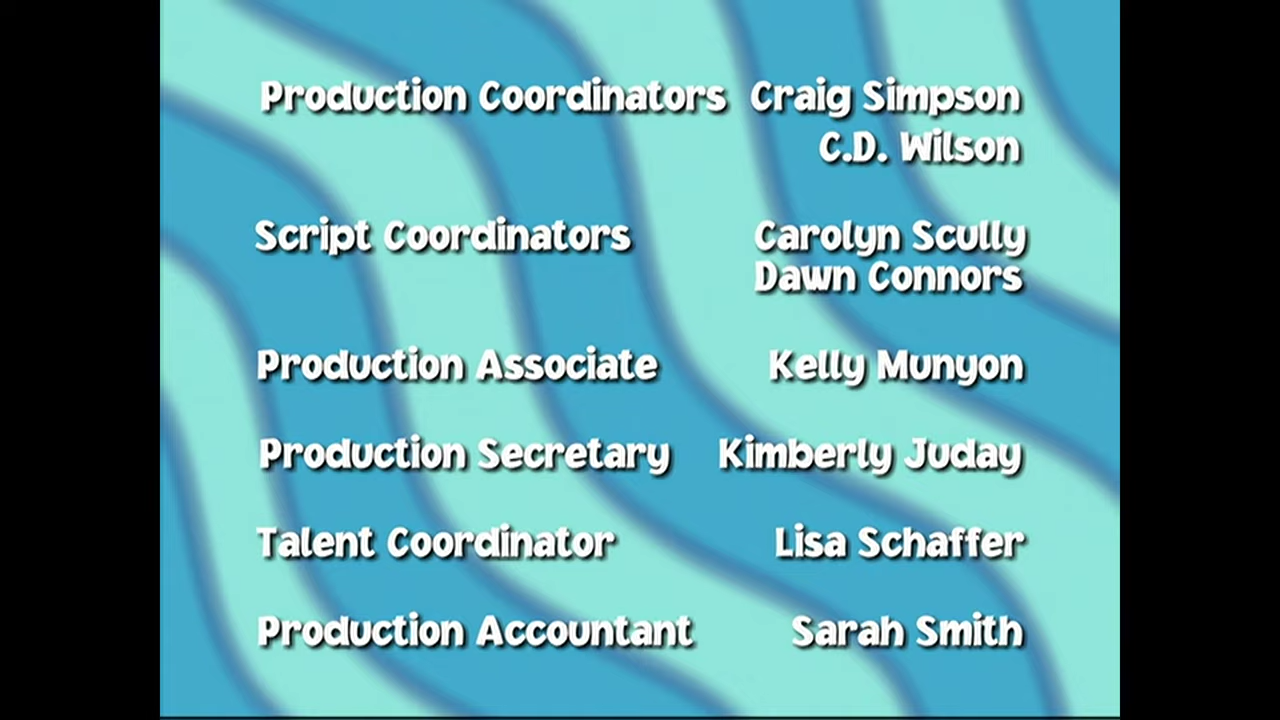 Production Coordinators Craig Simpson
C.D. Wilson
Script Coordinators Carolyn Scully
Dawn Connors
Production Associate Kelly Munyon
Production Secretary Kimberly Juday
Talent Coordinator Lisa Schaffer
Production Accountant Sarah Smith